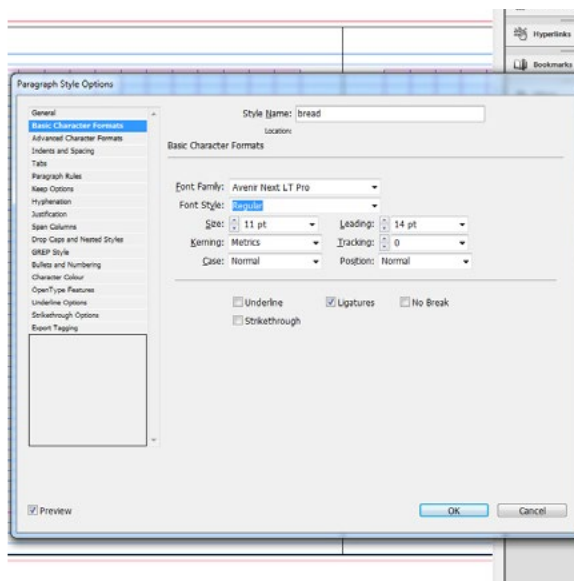 Hyperlinks
Bookmarks
Paragraph Style Options
General
Basic Character Formats
Advanced Character Formats
Indents and Spacing
Tabs
Paragraph Rules
Keep Options
Hyphenation
Justification
Span Columns
Drop Caps and Nested Styles
GREP Style
Bullets and Numbering
Character Colour
OpenType Features
Underline Options
Strikethrough Options
Export Tagging
Style Name: bread
Location:
Basic Character Formats
Font Family: Avenir Next LT Pro
Font Style: Regular
Size: 11 pt Leading: 14 pt
Kerning: Metrics Tracking: 0
Case: Normal Position: Normal
Underline Ligatures No Break
Strikethrough
Preview OK Cancel